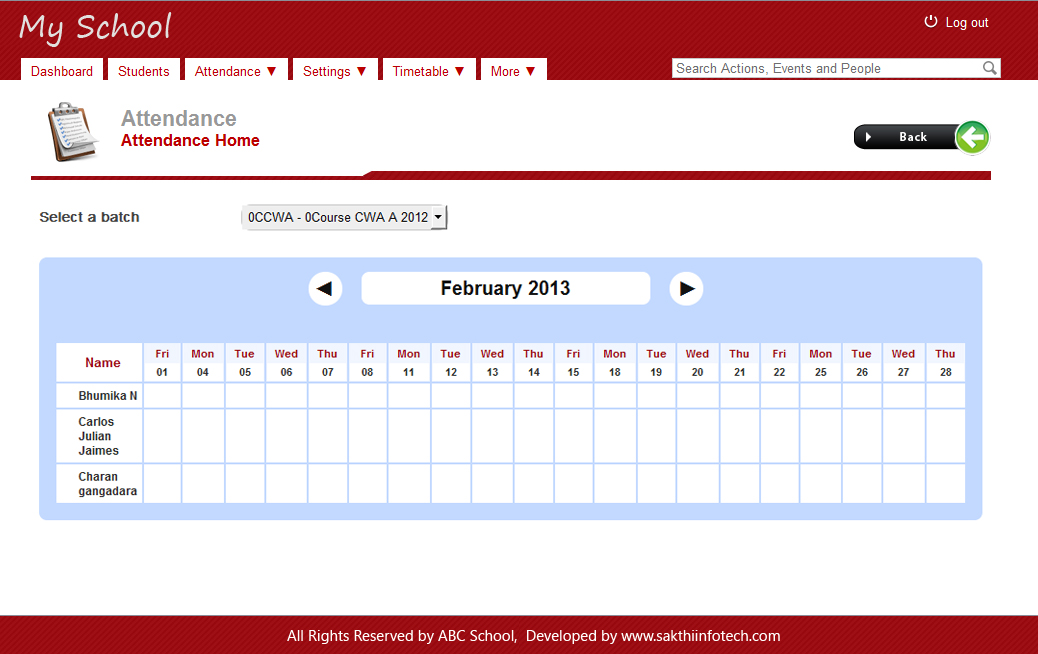 My School
Log out
Dashboard Students Attendance ▼ Settings ▼ Timetable ▼ More ▼ Search Actions, Events and People
Attendance
Attendance Home
Back
Select a batch 0CCWA - 0Course CWA A 2012
February 2013
Name Fri Mon Tue Wed Thu Fri Mon Tue Wed Thu Fri Mon Tue Wed Thu Fri Mon Tue Wed Thu
01 04 05 06 07 08 11 12 13 14 15 18 19 20 21 22 25 26 27 28
Bhumika N
Carlos
Julian
Jaimes
Charan
gangadara
All Rights Reserved by ABC School, Developed by www.sakthiinfotech.com